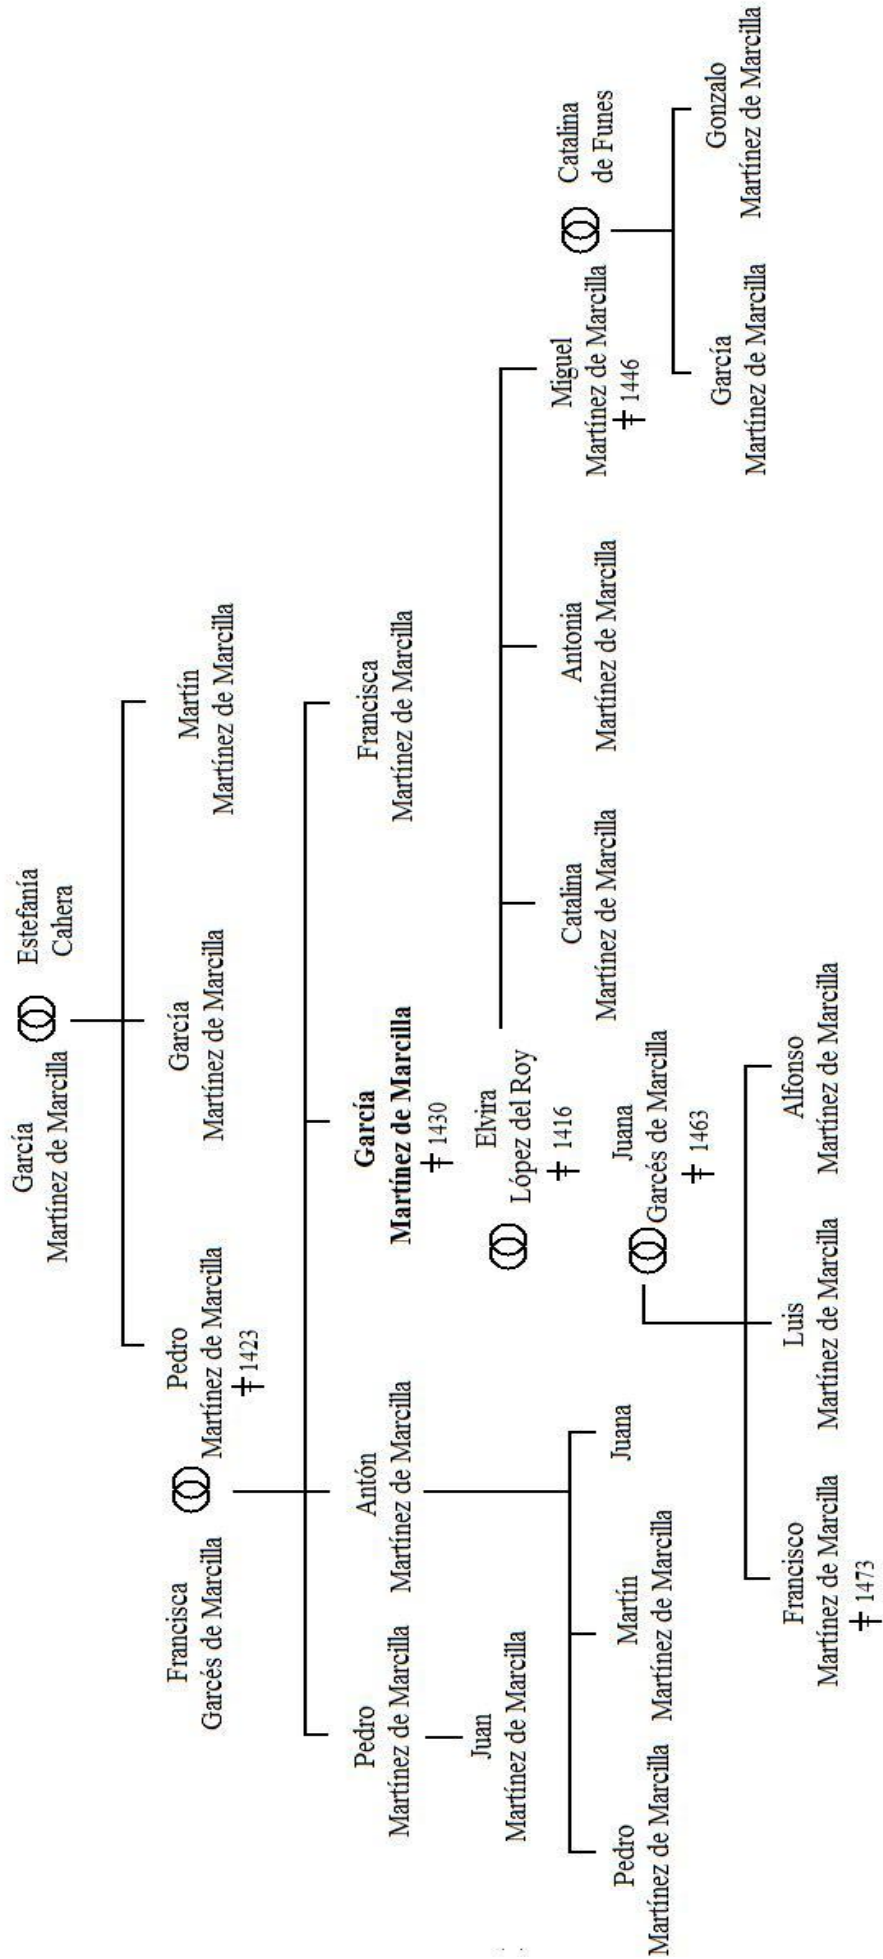 García
Martínez de Marcilla
Estefanía
Cahera
Francisca
Garcés de Marcilla
Pedro
Martínez de Marcilla
1423
García
Martínez de Marcilla
Martín
Martínez de Marcilla
Pedro
Martínez de Marcilla
Antón
Martínez de Marcilla
García
Martínez de Marcilla
1430
Francisca
Martínez de Marcilla
Juan
Martínez de Marcilla
Elvira
López del Roy
1416
Catalina
Martínez de Marcilla
Antonia
Martínez de Marcilla
Miguel
Martínez de Marcilla
1446
Catalina
de Funes
Pedro
Martínez de Marcilla
Martín
Martínez de Marcilla
Juana
Juana
Garcés de Marcilla
1463
García
Martínez de Marcilla
Gonzalo
Martínez de Marcilla
Francisco
Martínez de Marcilla
1473
Luis
Martínez de Marcilla
Alfonso
Martínez de Marcilla